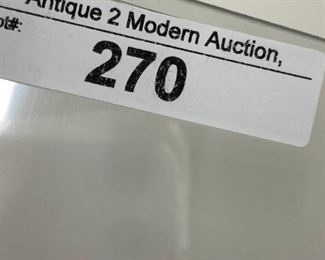 Antique 2 Modern Auction,
ot#:
270